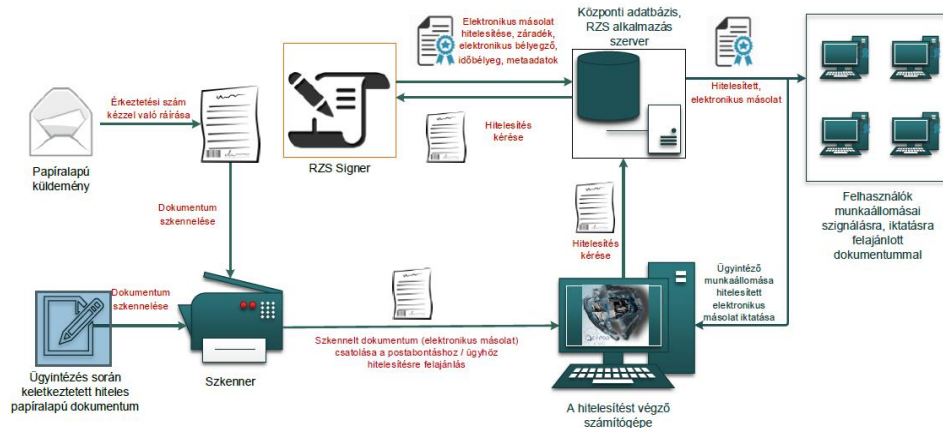 Központi adatbázis,
RZS alkalmazás
szerver
Elektronikus másolat
hitelesítése, záradék,
elektronikus bélyegző,
időbélyeg, metaadatok
Érkeztetési szám
kézzel való ráírása
Hitelesített,
elektronikus másolat
Hitelesítés
kérése
Papíralapú
küldemény
RZS Signer
Felhasználók
munkaállomásai
szignálásra, iktatásra
felajánlott
dokumentummal
Dokumentum
szkennelése
Hitelesítés
kérése
Dokumentum
szkennelése
Ügyintéző
munkaállomása
hitelesített
elektronikus
másolat iktatása
Szkennelt dokumentum (elektronikus másolat)
csatolása a postabontáshoz / ügyhöz
hitelesítésre felajánlás
Szkenner
Ügyintézés során
keletkeztetett hiteles
papíralapú dokumentum
A hitelesítést végző
számítógépe